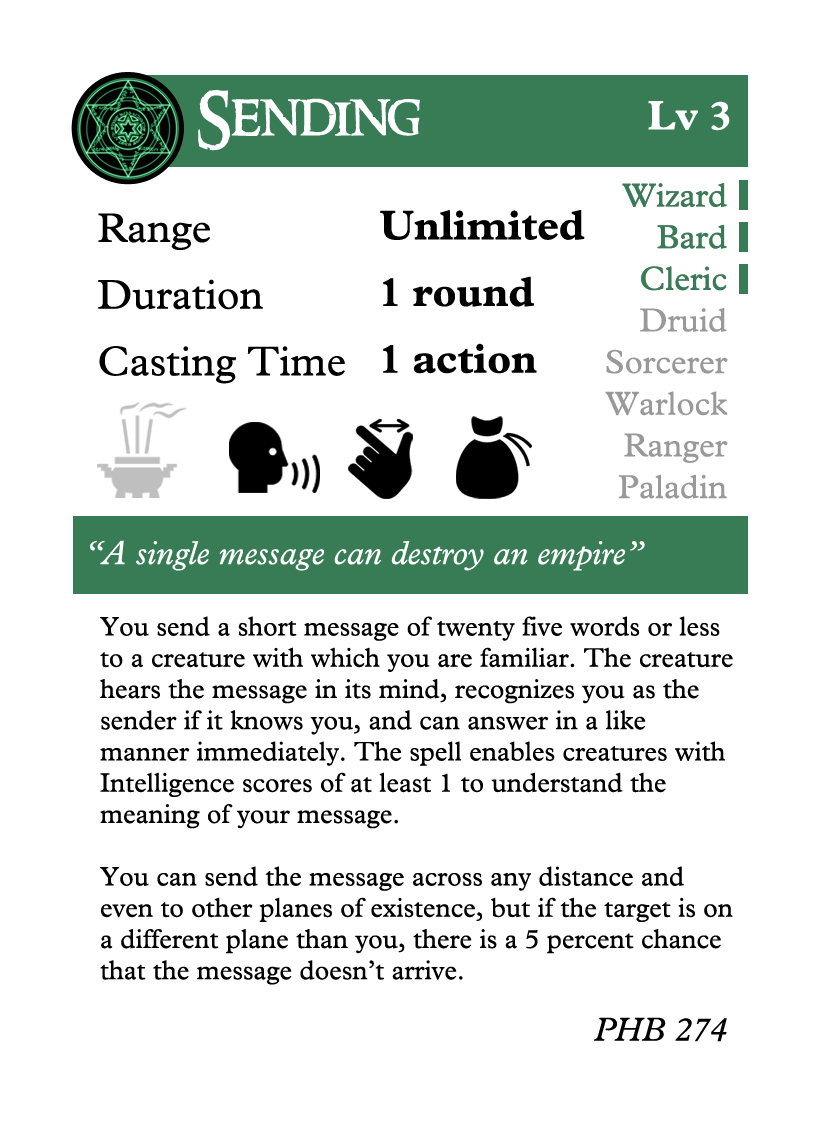 SENDING Lv 3
Wizard
Range Unlimited
Bard
Duration 1 round
Cleric
Druid
Casting Time 1 action
Sorcerer
Warlock
Ranger
Paladin
“A single message can destroy an empire”
You send a short message of twenty five words or less
to a creature with which you are familiar. The creature
hears the message in its mind, recognizes you as the
sender if it knows you, and can answer in a like
manner immediately. The spell enables creatures with
Intelligence scores of at least 1 to understand the
meaning of your message.
You can send the message across any distance and
even to other planes of existence, but if the target is on
a different plane than you, there is a 5 percent chance
that the message doesn’t arrive.
PHB 274